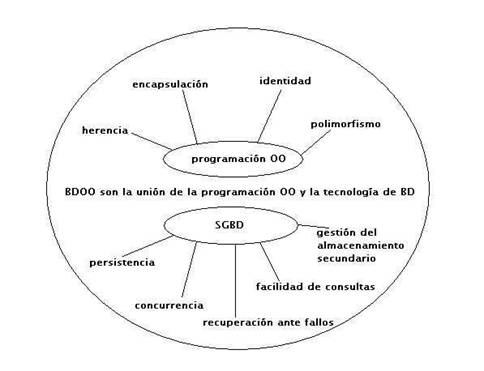 encapsulación
identidad
herencia
polimorfismo
programación OO
BDOO son la unión de la programación OO y la tecnología de BD
SGBD
gestión del
almacenamiento
secundario
persistencia
facilidad de consultas
concurrencia
recuperación ante fallos